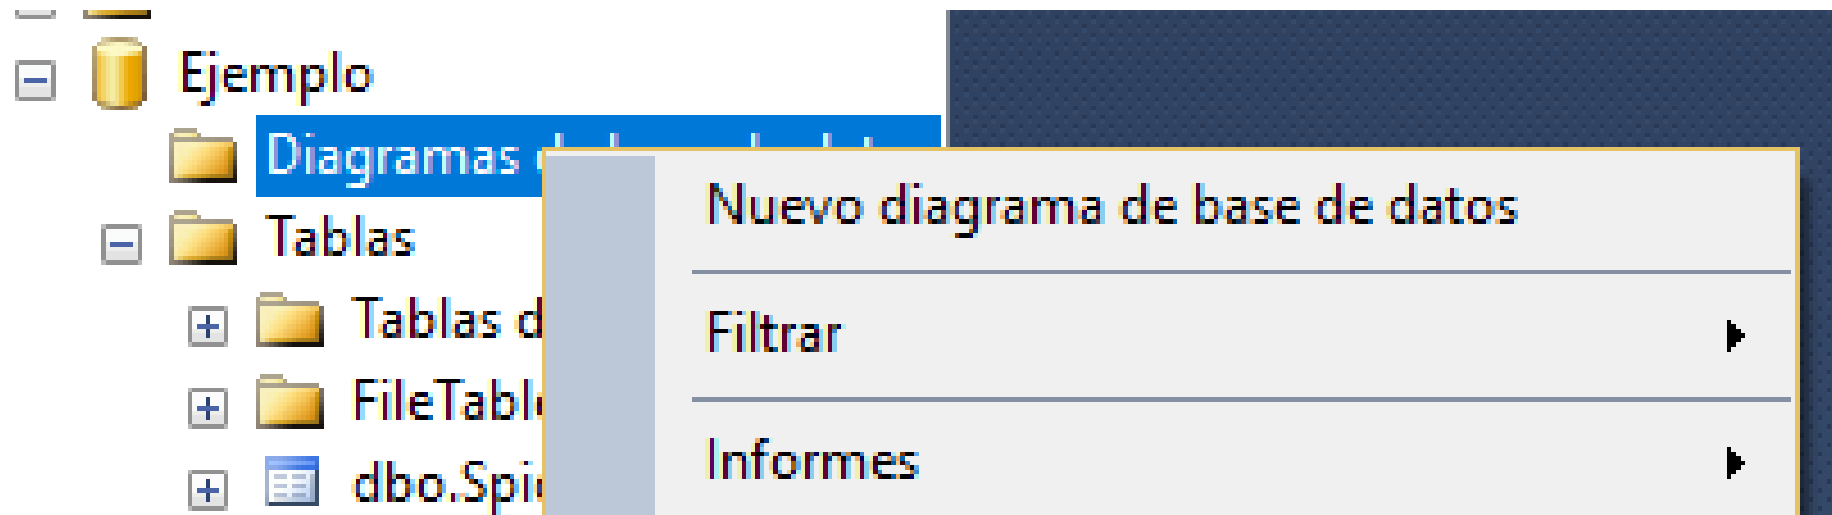 Ejemplo
Diagramas
Nuevo diagrama de base de datos
Tablas
Tablas d
Filtrar
FileTabl
Informes
dbo.Spi